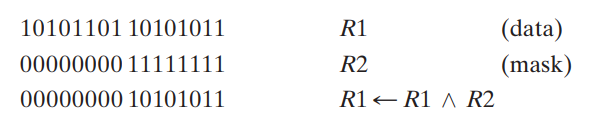 10101101 10101011 R1 (data)
00000000 11111111 R2 (mask)
00000000 10101011 R1 ← R1 ∧ R2